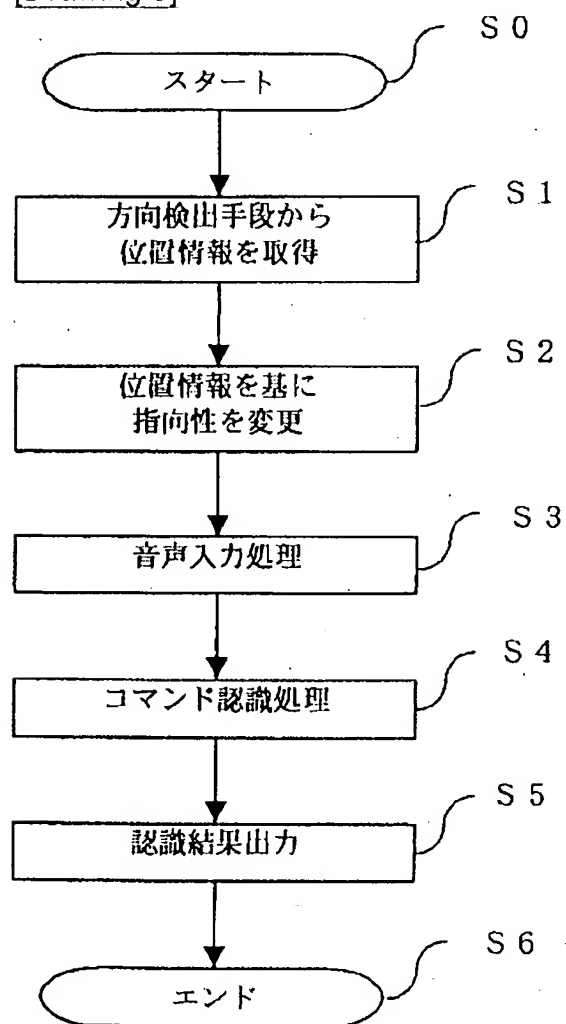 S 0
スタート
S 1
方向検出手段から
位置情報を取得
S 2
位置情報を基に
指向性を変更
S 3
音声入力処理
S 4
コマンド認識処理
S 5
認識結果出力
S 6
エンド